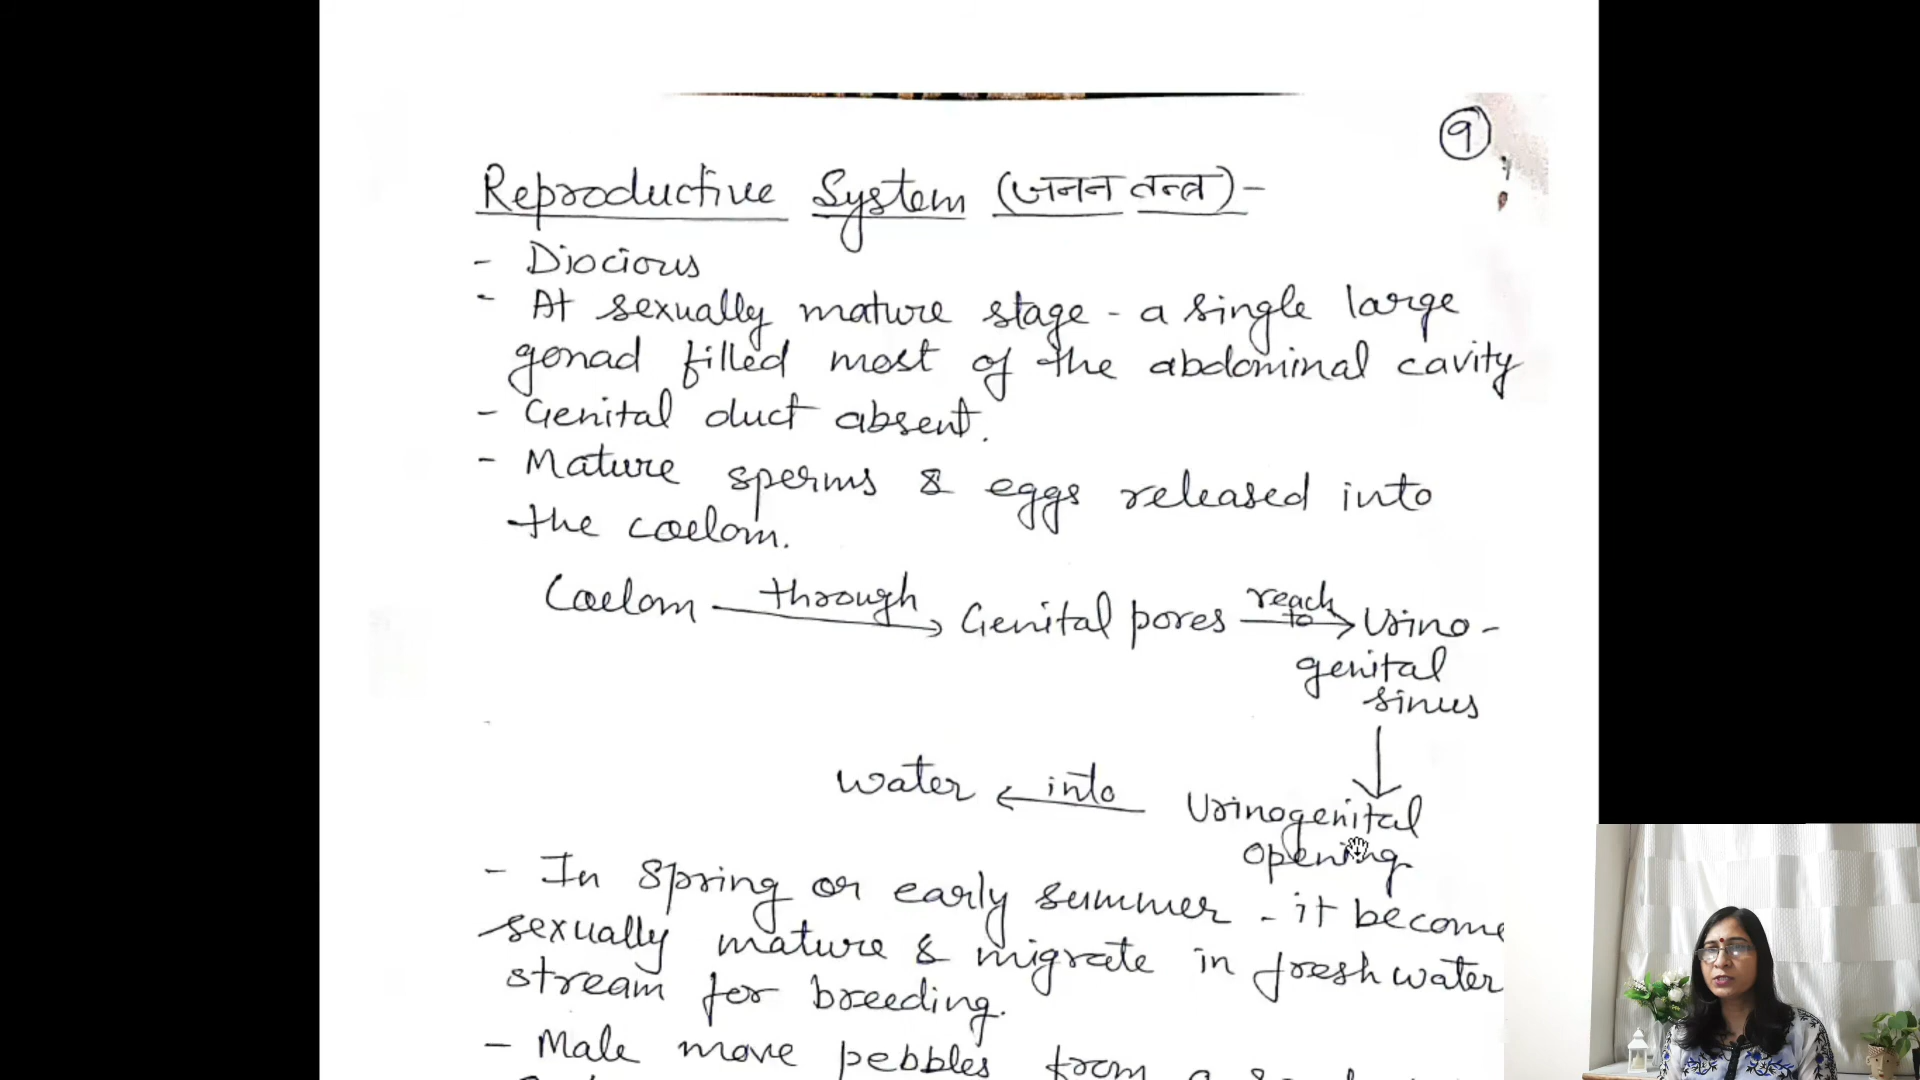 9
Reproductive System (जनन तन्त्र) -
- Diocious
- At sexually mature stage - a single large
gonad filled most of the abdominal cavity
- Genital duct absent.
- Mature sperms & eggs released into
the coelom.
Coelom through → Genital pores reach to → Urino -
genital
sinus
↓
water ← into Urinogenital
opening
- In Spring or early summer - it become
sexually mature & migrate in fresh water
stream for breeding.
- Male move pebbles from a